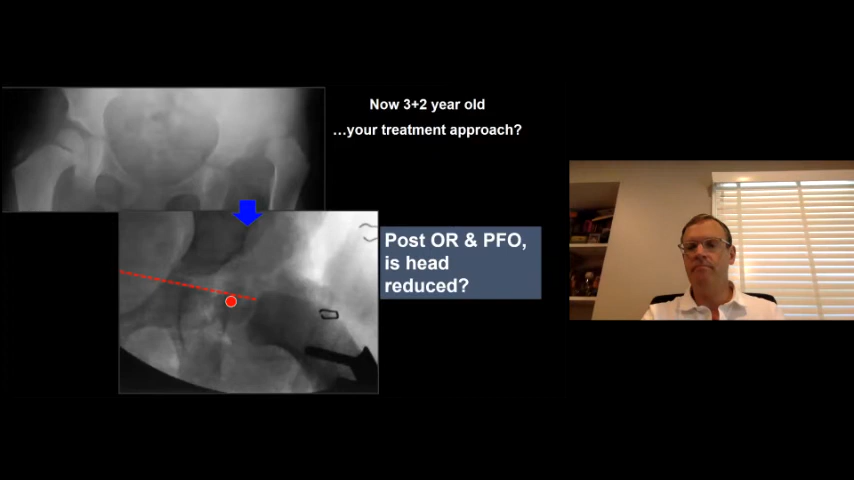 Now 3+2 year old
…your treatment approach?
Post OR & PFO,
is head
reduced?